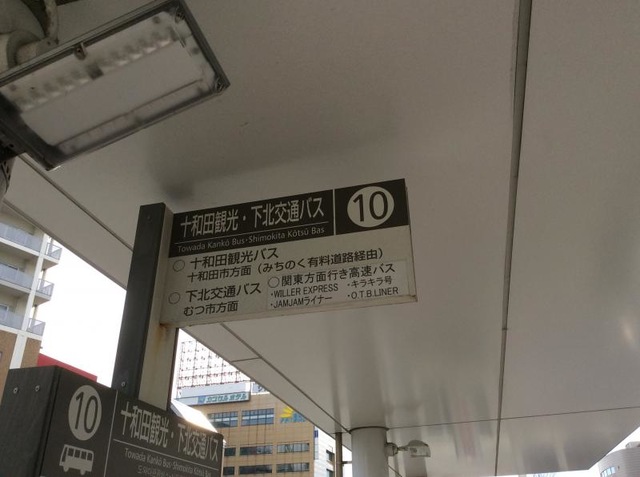 十和田観光・下北交通バス
10
Towada Kankō Bus・Shimokita Kōtsū Bas
○ 十和田観光バス
十和田市方面（みちのく有料道路経由）
○ 下北交通バス
むつ市方面
○関東方面行き高速バス
・WILLER EXPRESS ・キラキラ号
・JAMJAMライナー ・O.T.B.LINER
10
十和田観光・下北交通バス
Towada Kankō Bus・Shimokita Kōtsū